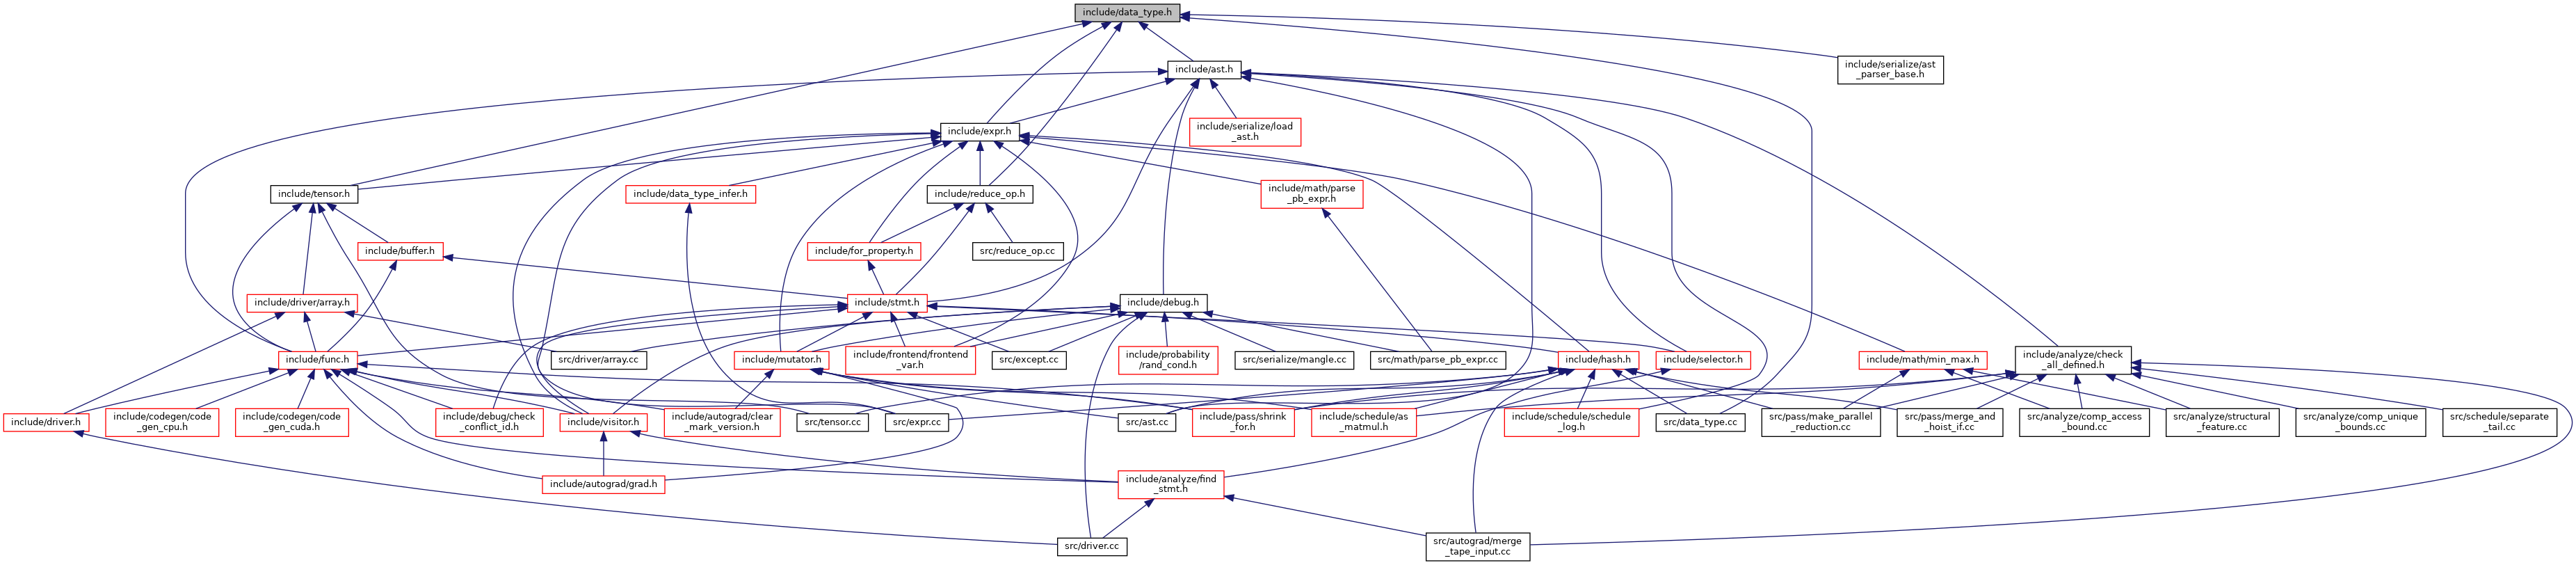 include/data_type.h
include/ast.h
include/serialize/ast
_parser_base.h
include/expr.h
include/serialize/load
_ast.h
include/tensor.h
include/data_type_infer.h
include/reduce_op.h
include/math/parse
_pb_expr.h
include/buffer.h
include/for_property.h
src/reduce_op.cc
include/driver/array.h
include/stmt.h
include/debug.h
include/func.h
src/driver/array.cc
include/mutator.h
include/frontend/frontend
_var.h
src/except.cc
include/probability
/rand_cond.h
src/serialize/mangle.cc
src/math/parse_pb_expr.cc
include/hash.h
include/selector.h
include/math/min_max.h
include/analyze/check
_all_defined.h
include/driver.h
include/codegen/code
_gen_cpu.h
include/codegen/code
_gen_cuda.h
include/debug/check
_conflict_id.h
include/visitor.h
include/autograd/clear
_mark_version.h
src/tensor.cc
src/expr.cc
src/ast.cc
include/pass/shrink
_for.h
include/schedule/as
_matmul.h
include/schedule/schedule
_log.h
src/data_type.cc
src/pass/make_parallel
_reduction.cc
src/pass/merge_and
_hoist_if.cc
src/analyze/comp_access
_bound.cc
src/analyze/structural
_feature.cc
src/analyze/comp_unique
_bounds.cc
src/schedule/separate
_tail.cc
include/autograd/grad.h
include/analyze/find
_stmt.h
src/driver.cc
src/autograd/merge
_tape_input.cc